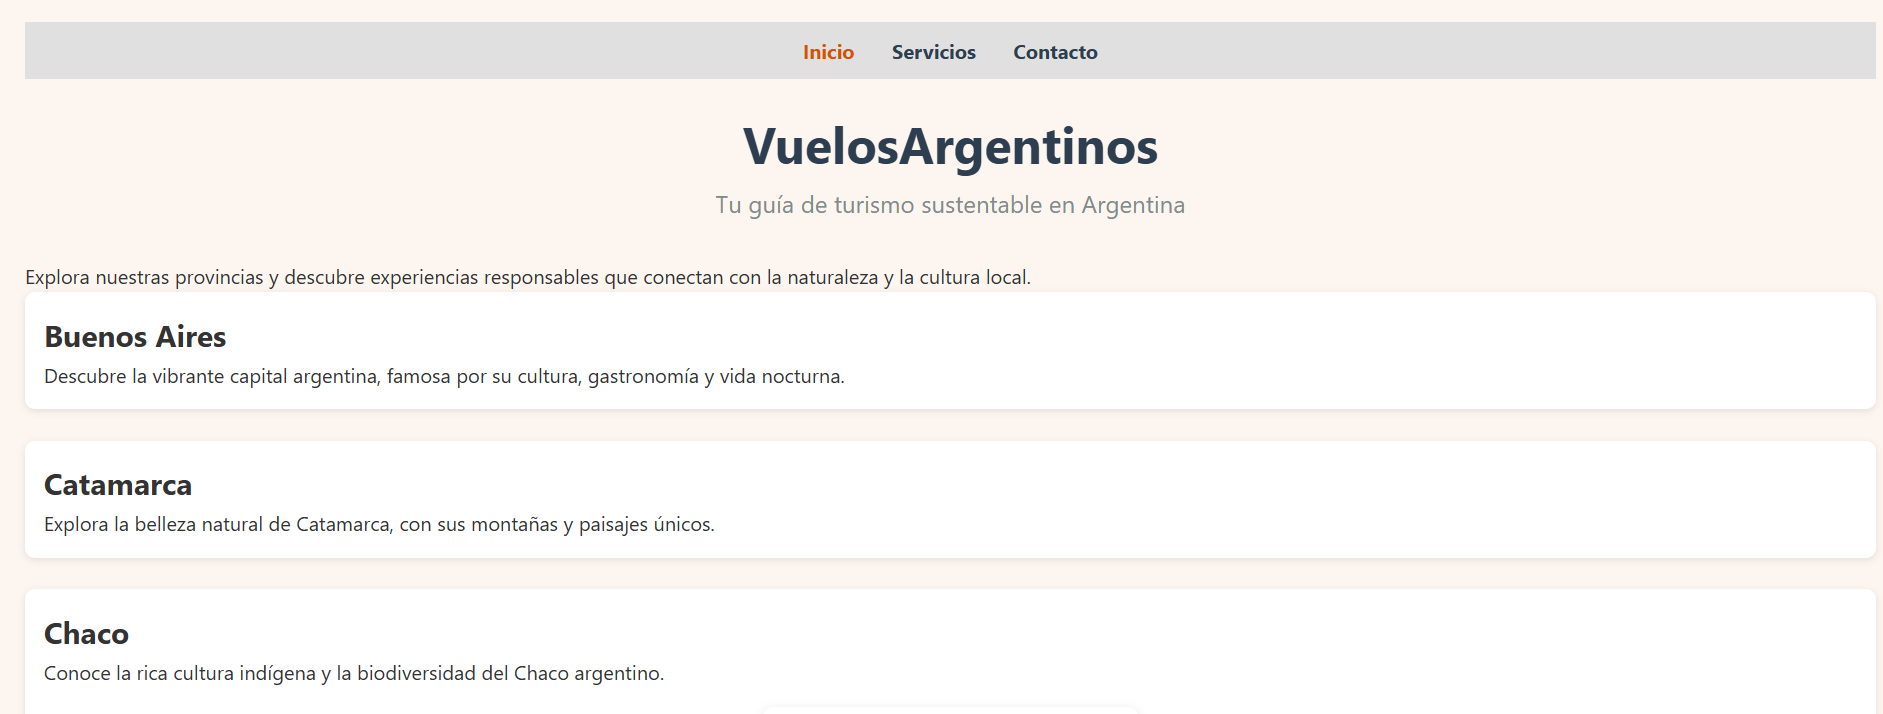 Inicio Servicios Contacto
VuelosArgentinos
Tu guía de turismo sustentable en Argentina
Explora nuestras provincias y descubre experiencias responsables que conectan con la naturaleza y la cultura local.
Buenos Aires
Descubre la vibrante capital argentina, famosa por su cultura, gastronomía y vida nocturna.
Catamarca
Explora la belleza natural de Catamarca, con sus montañas y paisajes únicos.
Chaco
Conoce la rica cultura indígena y la biodiversidad del Chaco argentino.